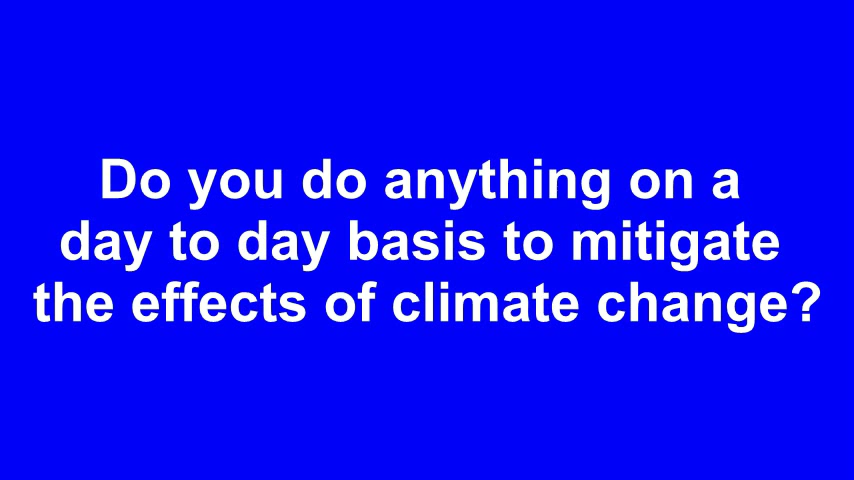 Do you do anything on a
day to day basis to mitigate
the effects of climate change?